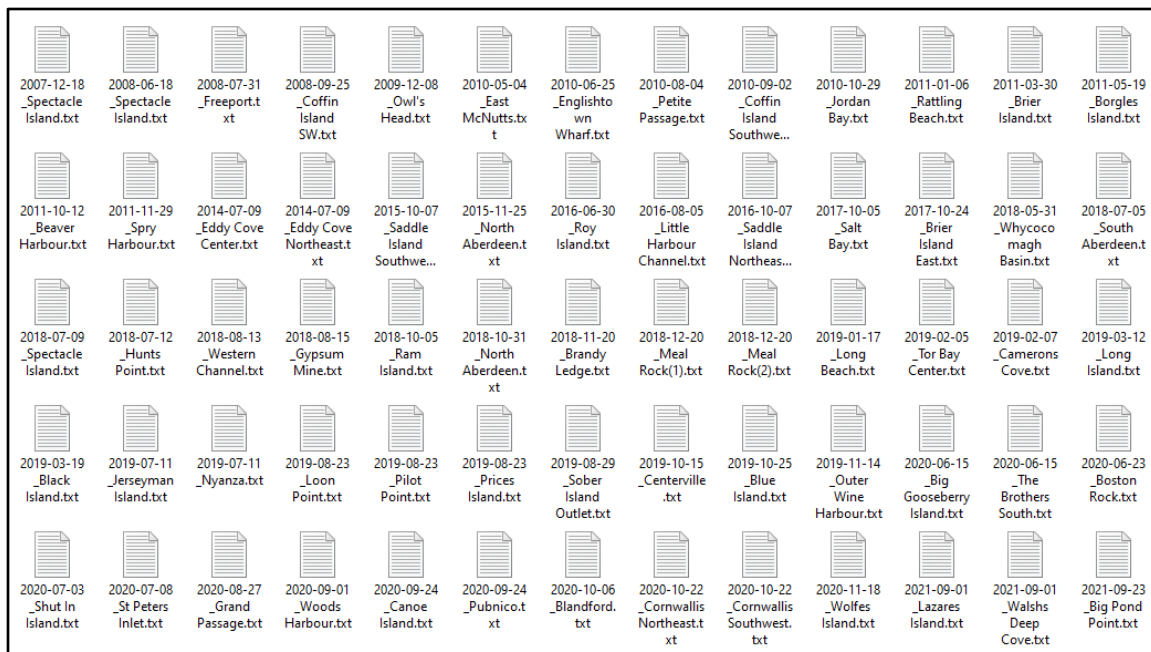 2007-12-18
_Spectacle
Island.txt
2008-06-18
_Spectacle
Island.txt
2008-07-31
_Freeport.t
xt
2008-09-25
_Coffin
Island
SW.txt
2009-12-08
_Owl's
Head.txt
2010-05-04
_East
McNutts.tx
t
2010-06-25
_Englishto
wn
Wharf.txt
2010-08-04
_Petite
Passage.txt
2010-09-02
_Coffin
Island
Southwe...
2010-10-29
_Jordan
Bay.txt
2011-01-06
_Rattling
Beach.txt
2011-03-30
_Brier
Island.txt
2011-05-19
_Borgles
Island.txt
2011-10-12
_Beaver
Harbour.txt
2011-11-29
_Spry
Harbour.txt
2014-07-09
_Eddy Cove
Center.txt
2014-07-09
_Eddy Cove
Northeast.t
xt
2015-10-07
_Saddle
Island
Southwe...
2015-11-25
_North
Aberdeen.txt
2016-06-30
_Roy
Island.txt
2016-08-05
_Little
Harbour
Channel.txt
2016-10-07
_Saddle
Island
Northeas...
2017-10-05
_Salt
Bay.txt
2017-10-24
_Brier
Island
East.txt
2018-05-31
_Whycoco
magh
Basin.txt
2018-07-05
_South
Aberdeen.t
xt
2018-07-09
_Spectacle
Island.txt
2018-07-12
_Hunts
Point.txt
2018-08-13
_Western
Channel.txt
2018-08-15
_Gypsum
Mine.txt
2018-10-05
_Ram
Island.txt
2018-10-31
_North
Aberdeen.t
xt
2018-11-20
_Brandy
Ledge.txt
2018-12-20
_Meal
Rock(1).txt
2018-12-20
_Meal
Rock(2).txt
2019-01-17
_Long
Beach.txt
2019-02-05
_Tor Bay
Center.txt
2019-02-07
_Camerons
Cove.txt
2019-03-12
_Long
Island.txt
2019-03-19
_Black
Island.txt
2019-07-11
_Jerseyman
Island.txt
2019-07-11
_Nyanza.txt
2019-08-23
_Loon
Point.txt
2019-08-23
_Pilot
Point.txt
2019-08-23
_Prices
Island.txt
2019-08-29
_Sober
Island
Outlet.txt
2019-10-15
_Centerville
.txt
2019-10-25
_Blue
Island.txt
2019-11-14
_Outer
Wine
Harbour.txt
2020-06-15
_Big
Gooseberry
Island.txt
2020-06-15
_The
Brothers
South.txt
2020-06-23
_Boston
Rock.txt
2020-07-03
_Shut In
Island.txt
2020-07-08
_St Peters
Inlet.txt
2020-08-27
_Grand
Passage.txt
2020-09-01
_Woods
Harbour.txt
2020-09-24
_Canoe
Island.txt
2020-09-24
_Pubnico.t
xt
2020-10-06
_Blandford.
txt
2020-10-22
_Cornwallis
Northeast.t
xt
2020-10-22
_Cornwallis
Southwest.
txt
2020-11-18
_Wolfes
Island.txt
2021-09-01
_Lazares
Island.txt
2021-09-01
_Walshs
Deep
Cove.txt
2021-09-23
_Big Pond
Point.txt